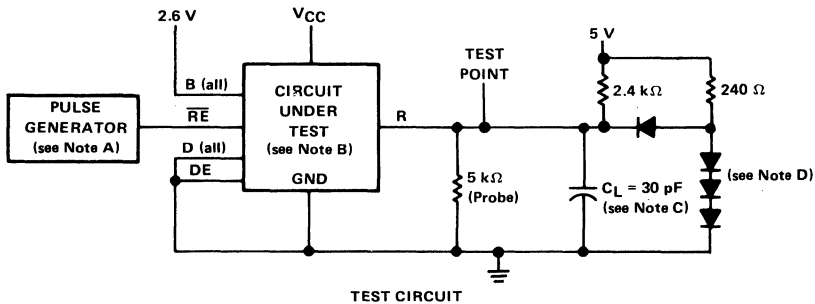 2.6 V
VCC
5 V
TEST
POINT
B (all)
CIRCUIT
UNDER
TEST
(see Note B)
GND
2.4 kΩ
240 Ω
PULSE
GENERATOR
(see Note A)
RE
R
D (all)
DE
5 kΩ
(Probe)
CL = 30 pF
(see Note C)
(see Note D)
TEST CIRCUIT